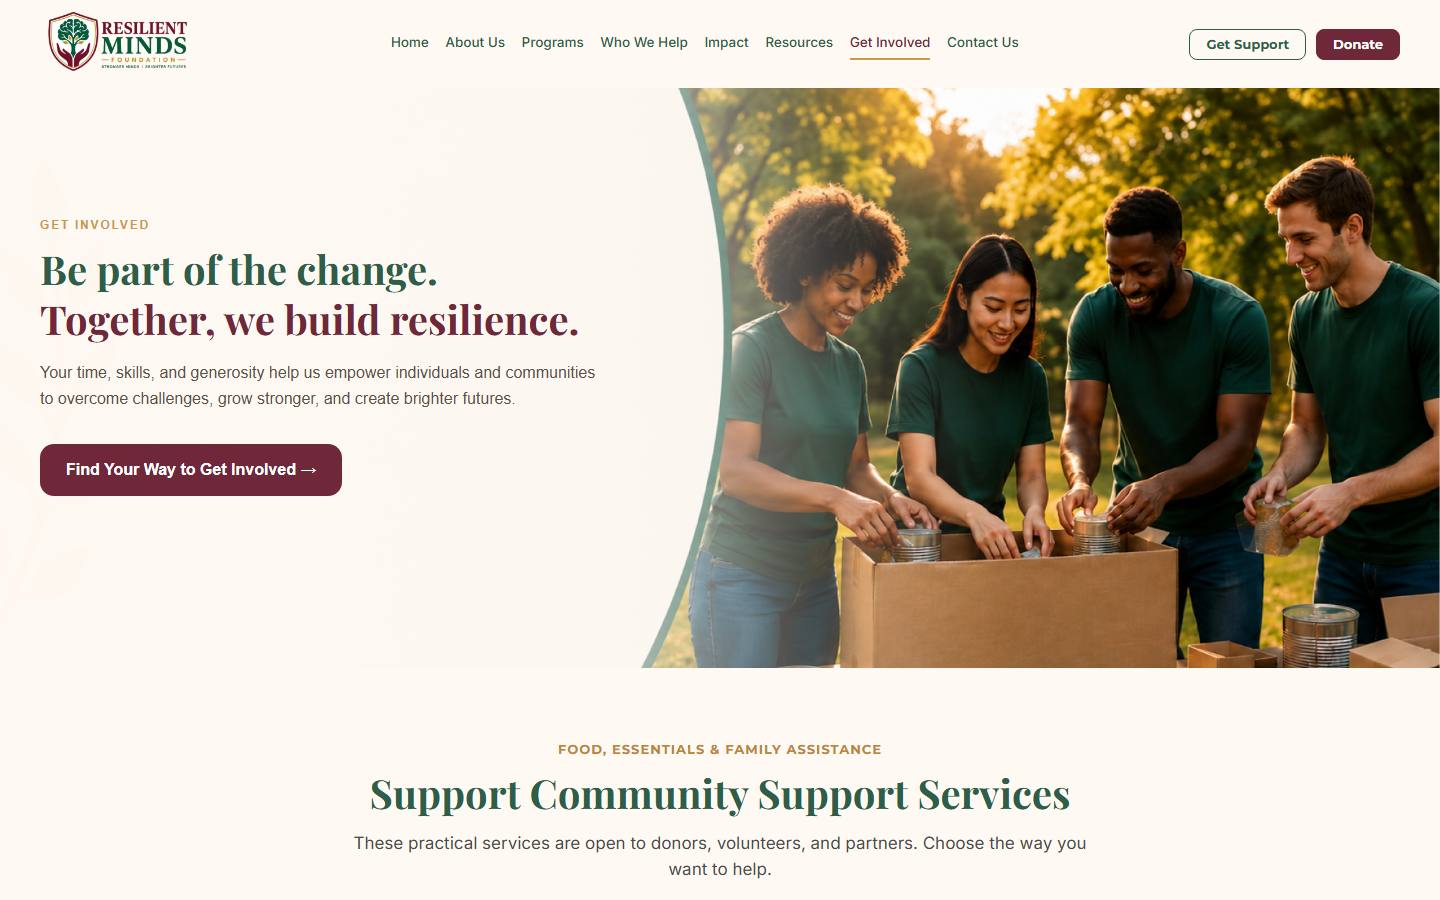 RESILIENT
MINDS
FOUNDATION
STRONGER MINDS | BRIGHTER FUTURES
Home
About Us
Programs
Who We Help
Impact
Resources
Get Involved
Contact Us
Get Support
Donate
GET INVOLVED
Be part of the change.
Together, we build resilience.
Your time, skills, and generosity help us empower individuals and communities
to overcome challenges, grow stronger, and create brighter futures.
Find Your Way to Get Involved →
FOOD, ESSENTIALS & FAMILY ASSISTANCE
Support Community Support Services
These practical services are open to donors, volunteers, and partners. Choose the way you
want to help.